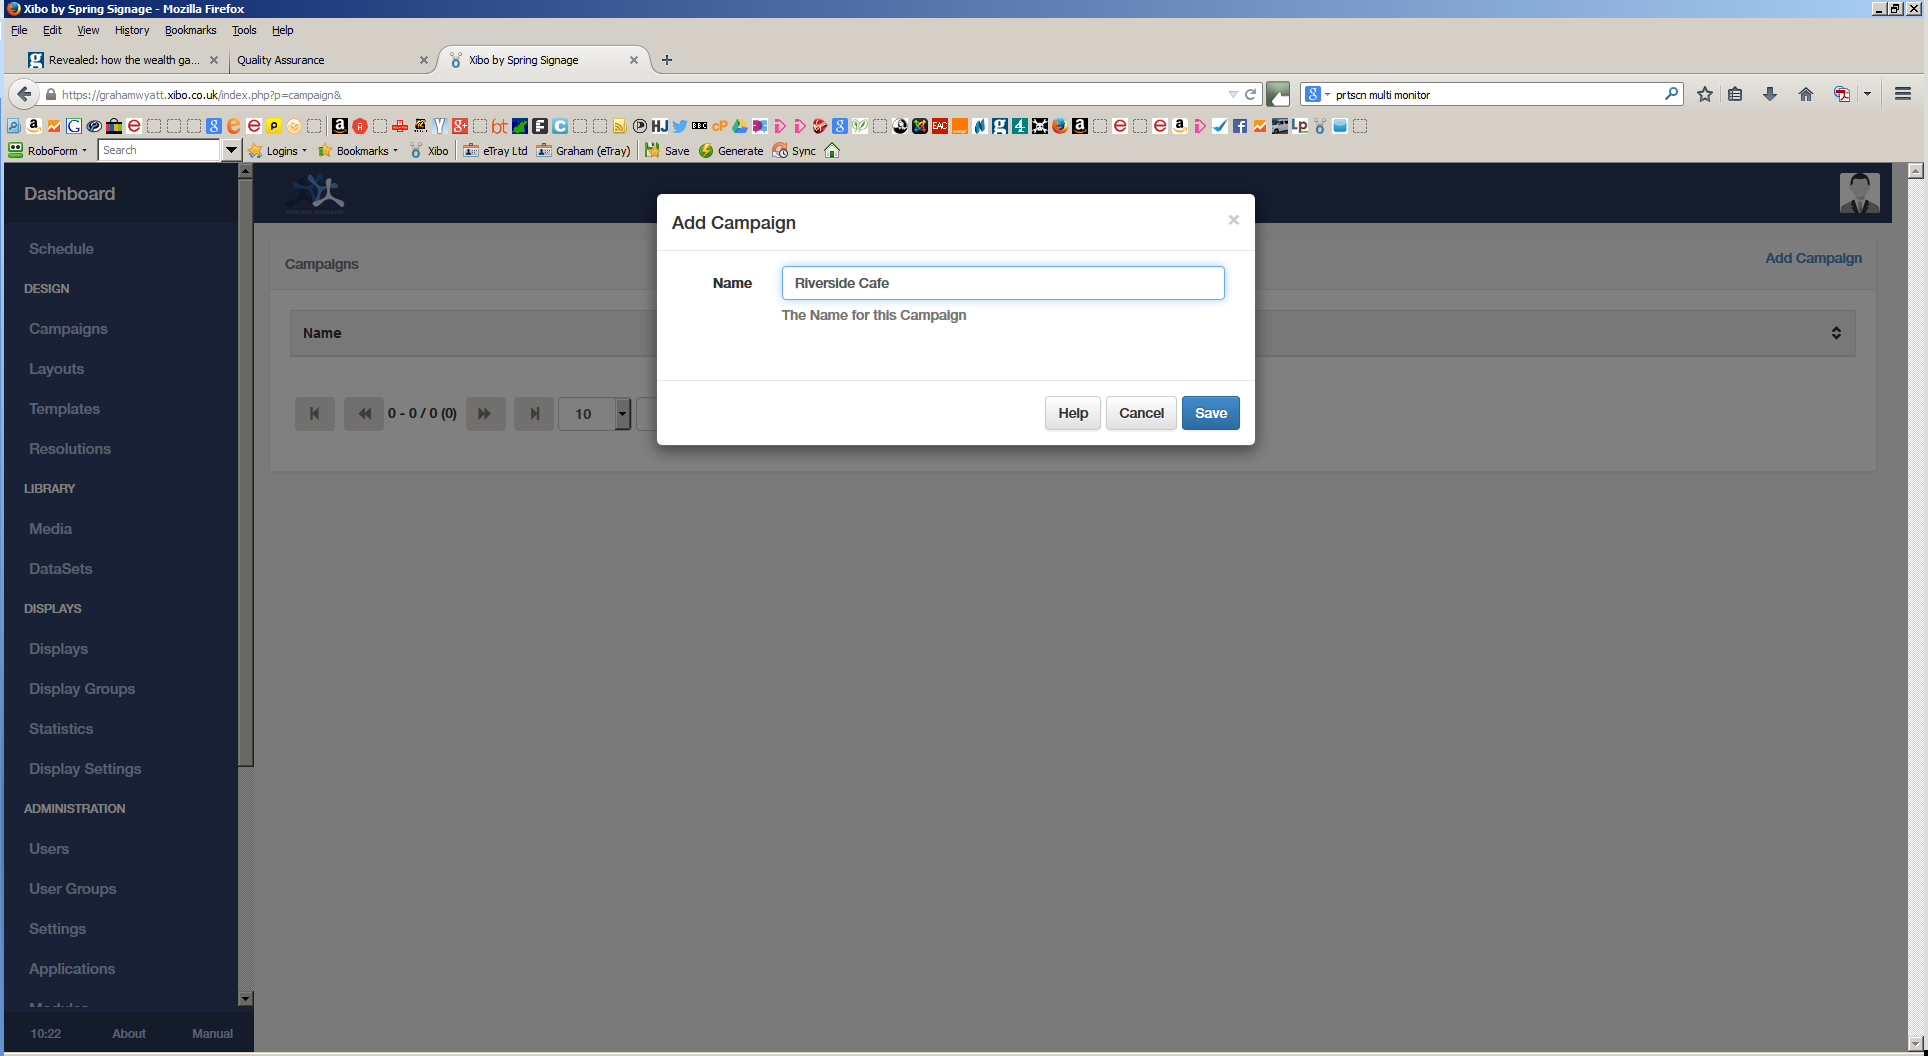 Xibo by Spring Signage - Mozilla Firefox
File Edit View History Bookmarks Tools Help
Revealed: how the wealth ga... Quality Assurance Xibo by Spring Signage
https://grahamwyatt.xibo.co.uk/index.php?p=campaign& prtscn multi monitor
RoboForm Search Logins Bookmarks Xibo eTray Ltd Graham (eTray) Save Generate Sync
Dashboard
Schedule
DESIGN
Campaigns
Layouts
Templates
Resolutions
LIBRARY
Media
DataSets
DISPLAYS
Displays
Display Groups
Statistics
Display Settings
ADMINISTRATION
Users
User Groups
Settings
Applications
Modules
10:22 About Manual
Campaigns
Add Campaign
Name
0 - 0 / 0 (0) 10
Add Campaign
Name Riverside Cafe
The Name for this Campaign
Help Cancel Save